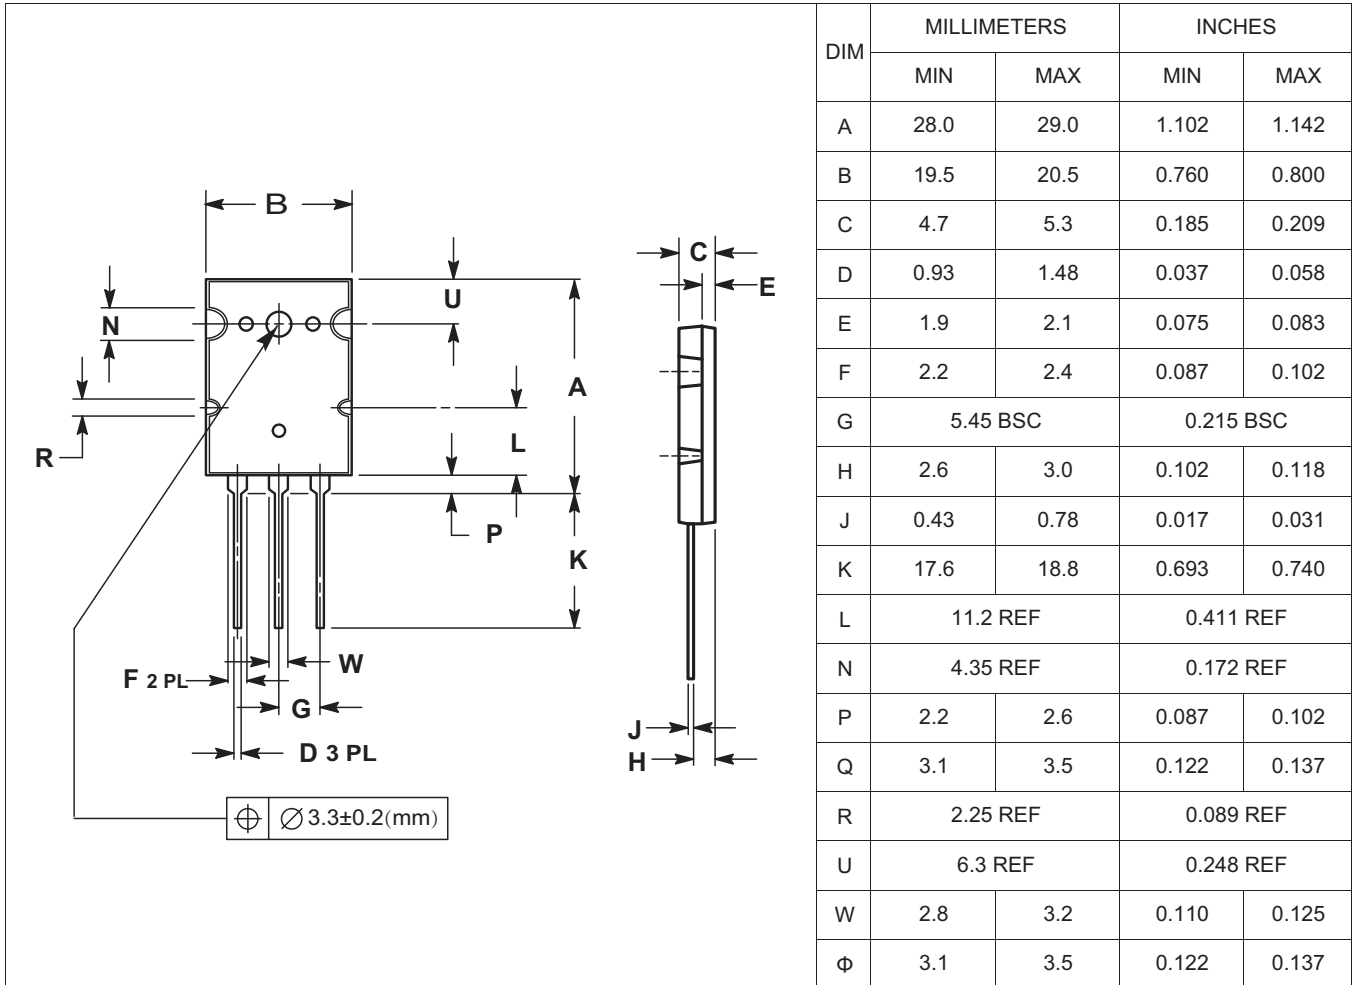 B
U
N
A
R
L
P
K
F 2 PL
W
G
D 3 PL
⌖ ∅ 3.3±0.2(mm)
C
E
J
H
DIM MILLIMETERS INCHES
MIN MAX MIN MAX
A 28.0 29.0 1.102 1.142
B 19.5 20.5 0.760 0.800
C 4.7 5.3 0.185 0.209
D 0.93 1.48 0.037 0.058
E 1.9 2.1 0.075 0.083
F 2.2 2.4 0.087 0.102
G 5.45 BSC 0.215 BSC
H 2.6 3.0 0.102 0.118
J 0.43 0.78 0.017 0.031
K 17.6 18.8 0.693 0.740
L 11.2 REF 0.411 REF
N 4.35 REF 0.172 REF
P 2.2 2.6 0.087 0.102
Q 3.1 3.5 0.122 0.137
R 2.25 REF 0.089 REF
U 6.3 REF 0.248 REF
W 2.8 3.2 0.110 0.125
Φ 3.1 3.5 0.122 0.137